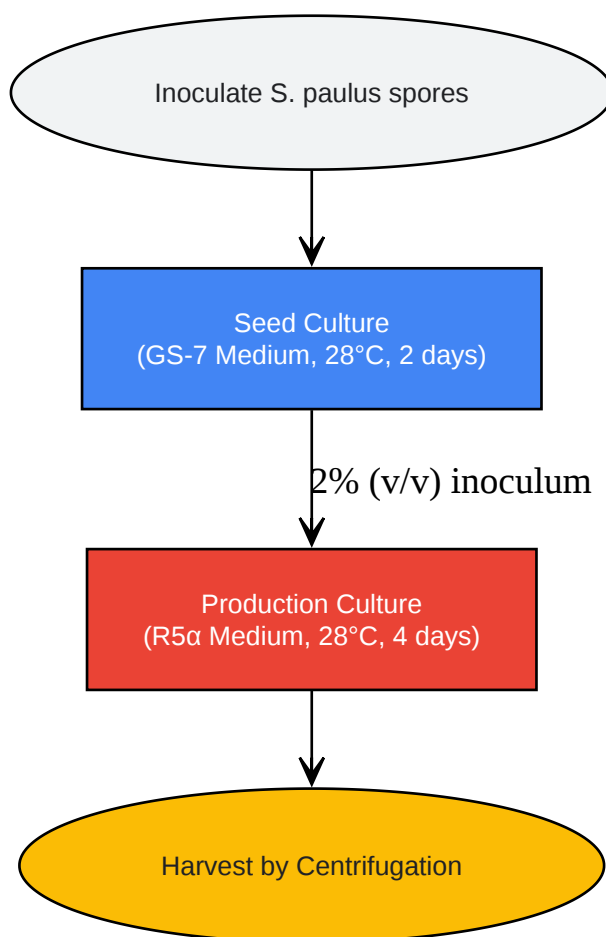 Inoculate S. paulus spores
Seed Culture
(GS-7 Medium, 28°C, 2 days)
2% (v/v) inoculum
Production Culture
(R5α Medium, 28°C, 4 days)
Harvest by Centrifugation